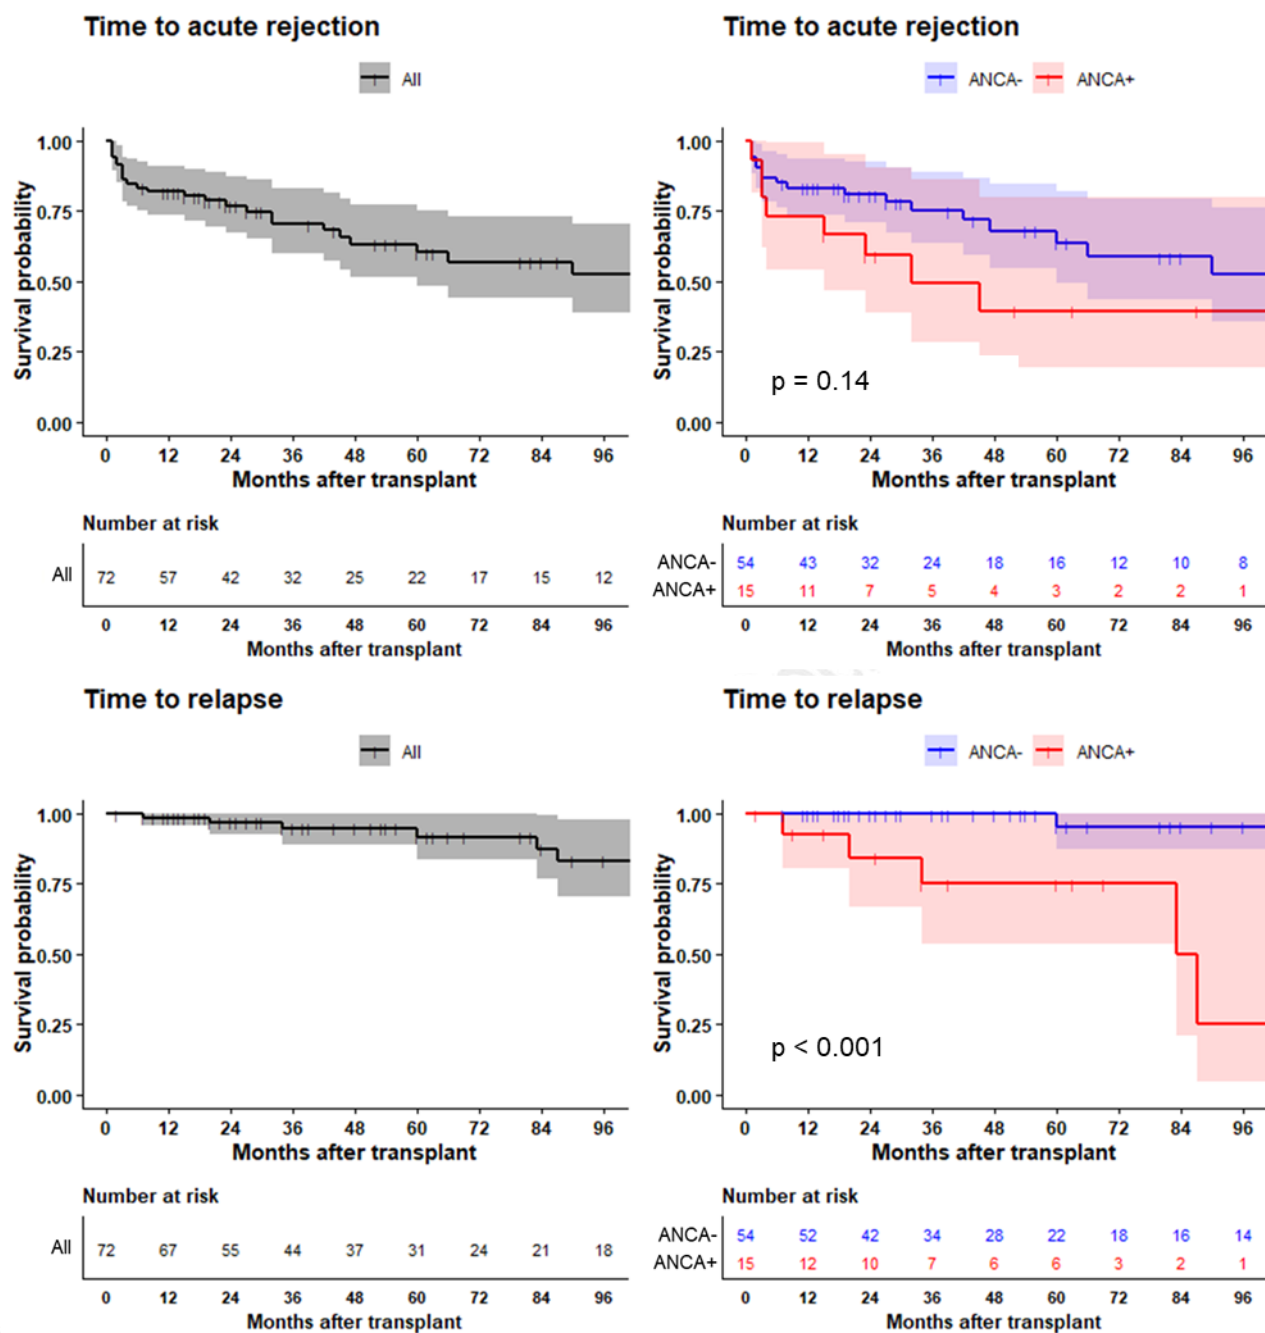 Time to acute rejection
All
Survival probability
1.00
0.75
0.50
0.25
0.00
0 12 24 36 48 60 72 84 96
Months after transplant
Number at risk
All 72 57 42 32 25 22 17 15 12
0 12 24 36 48 60 72 84 96
Months after transplant
Time to acute rejection
ANCA- ANCA+
Survival probability
1.00
0.75
0.50
0.25
0.00
p = 0.14
0 12 24 36 48 60 72 84 96
Months after transplant
Number at risk
ANCA- 54 43 32 24 18 16 12 10 8
ANCA+ 15 11 7 5 4 3 2 2 1
0 12 24 36 48 60 72 84 96
Months after transplant
Time to relapse
All
Survival probability
1.00
0.75
0.50
0.25
0.00
0 12 24 36 48 60 72 84 96
Months after transplant
Number at risk
All 72 67 55 44 37 31 24 21 18
0 12 24 36 48 60 72 84 96
Months after transplant
Time to relapse
ANCA- ANCA+
Survival probability
1.00
0.75
0.50
0.25
0.00
p < 0.001
0 12 24 36 48 60 72 84 96
Months after transplant
Number at risk
ANCA- 54 52 42 34 28 22 18 16 14
ANCA+ 15 12 10 7 6 6 3 2 1
0 12 24 36 48 60 72 84 96
Months after transplant